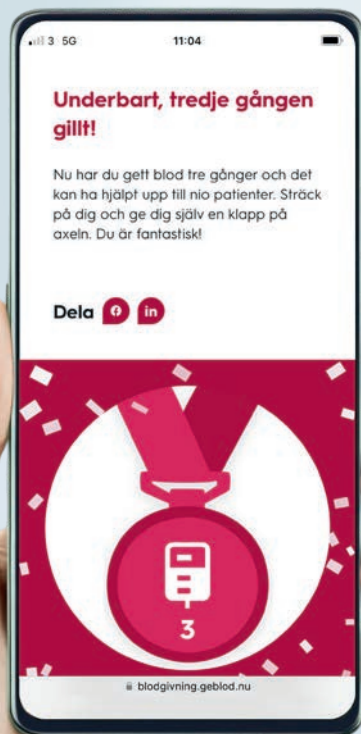 3 5G
11:04
Underbart, tredje gången
gillt!
Nu har du gett blod tre gånger och det
kan ha hjälpt upp till nio patienter. Sträck
på dig och ge dig själv en klapp på
axeln. Du är fantastisk!
Dela
in
3
blodgivning.geblod.nu